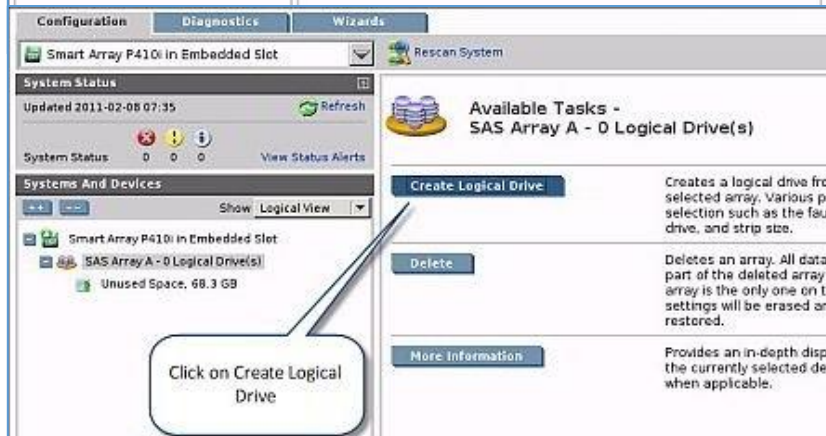 Configuration Diagnostics Wizards
Smart Array P410i in Embedded Slot
Rescan System
System Status
Updated 2011-02-08 07:35 Refresh
System Status 0 0 0 View Status Alerts
Systems And Devices
Show Logical View
Smart Array P410i in Embedded Slot
SAS Array A - 0 Logical Drive(s)
Unused Space, 68.3 GB
Click on Create Logical
Drive
Available Tasks -
SAS Array A - 0 Logical Drive(s)
Create Logical Drive
Creates a logical drive
selected array. Various
selection such as the
drive, and strip size.
Delete
Deletes an array. All data
part of the deleted array
array is the only one on
settings will be erased
restored.
More Information
Provides an in-depth
the currently selected
when applicable.